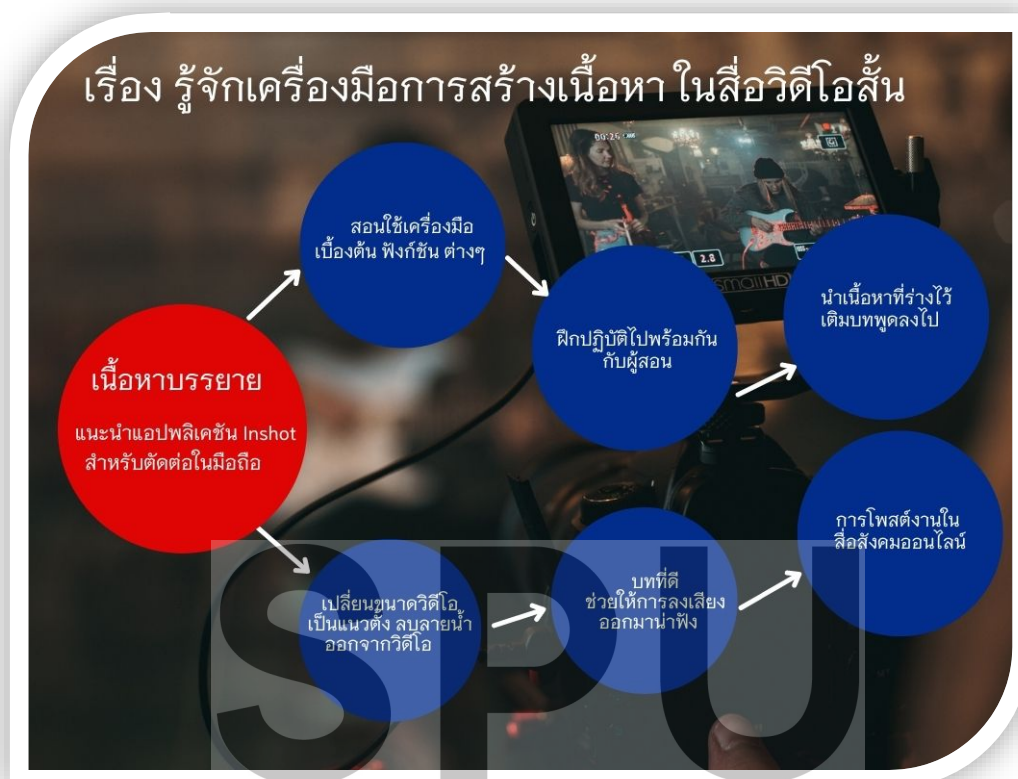 เรื่อง รู้จักเครื่องมือการสร้างเนื้อหา ในสื่อวิดีโอสั้น
สอนใช้เครื่องมือ
เบื้องต้น ฟังก์ชัน ต่างๆ
ฝึกปฏิบัติไปพร้อมกัน
กับผู้สอน
นำเนื้อหาที่ร่างไว้
เติมบทพูดลงไป
เนื้อหาบรรยาย
แนะนำแอปพลิเคชัน Inshot
สำหรับตัดต่อในมือถือ
เปลี่ยนขนาดวิดีโอ
เป็นแนวตั้ง ลบลายน้ำ
ออกจากวิดีโอ
บทที่ดี
ช่วยให้การลงเสียง
ออกมาน่าฟัง
การโพสต์งานใน
สื่อสังคมออนไลน์
2.8
smallHD
SPU